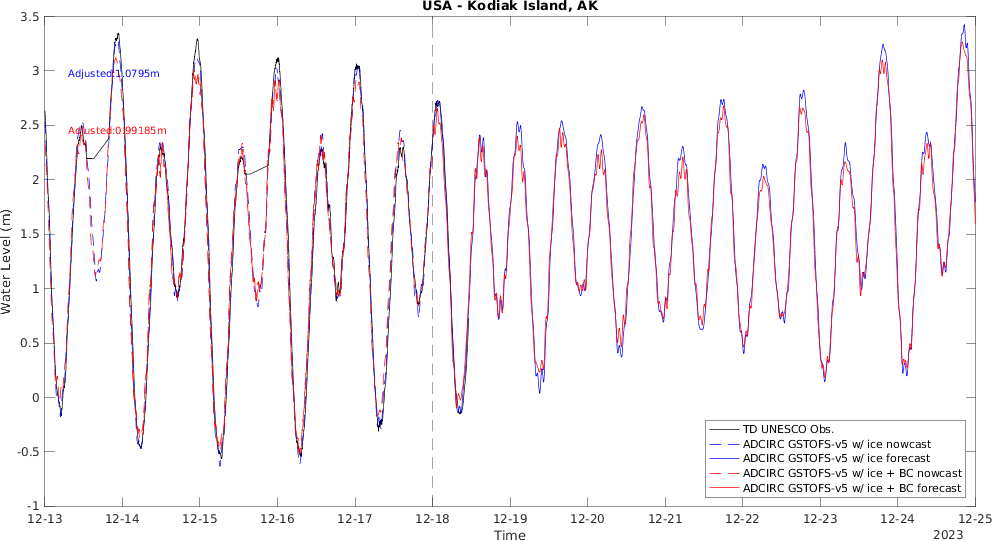 USA - Kodiak Island, AK
3.5
3
2.5
2
1.5
1
0.5
0
-0.5
-1
Water Level (m)
Adjusted:1.0795m
Adjusted:0.99185m
TD UNESCO Obs.
ADCIRC GSTOFS-v5 w/ ice nowcast
ADCIRC GSTOFS-v5 w/ ice forecast
ADCIRC GSTOFS-v5 w/ ice + BC nowcast
ADCIRC GSTOFS-v5 w/ ice + BC forecast
12-13 12-14 12-15 12-16 12-17 12-18 12-19 12-20 12-21 12-22 12-23 12-24 12-25
Time
2023